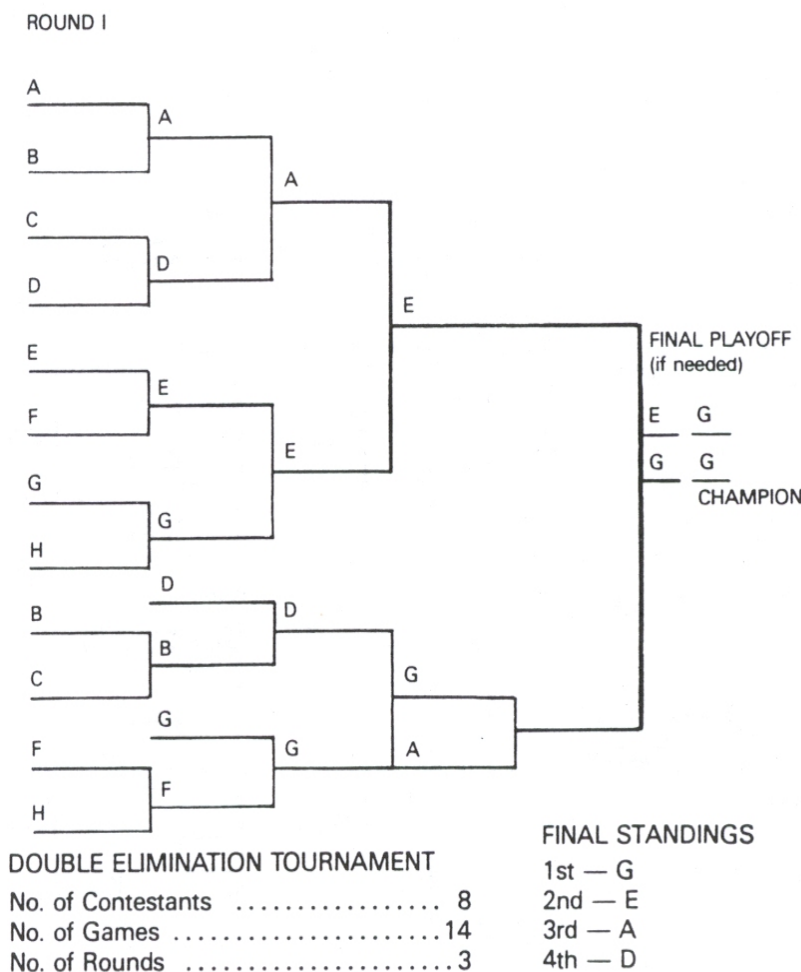 ROUND I
A
A
B
A
C
D
D
E
E
E
F
E
G
G
H
FINAL PLAYOFF
(if needed)
E G
G G
CHAMPION
D
B
D
B
C
G
G
F
G
A
F
H
DOUBLE ELIMINATION TOURNAMENT
No. of Contestants .................. 8
No. of Games .......................14
No. of Rounds ......................3
FINAL STANDINGS
1st — G
2nd — E
3rd — A
4th — D